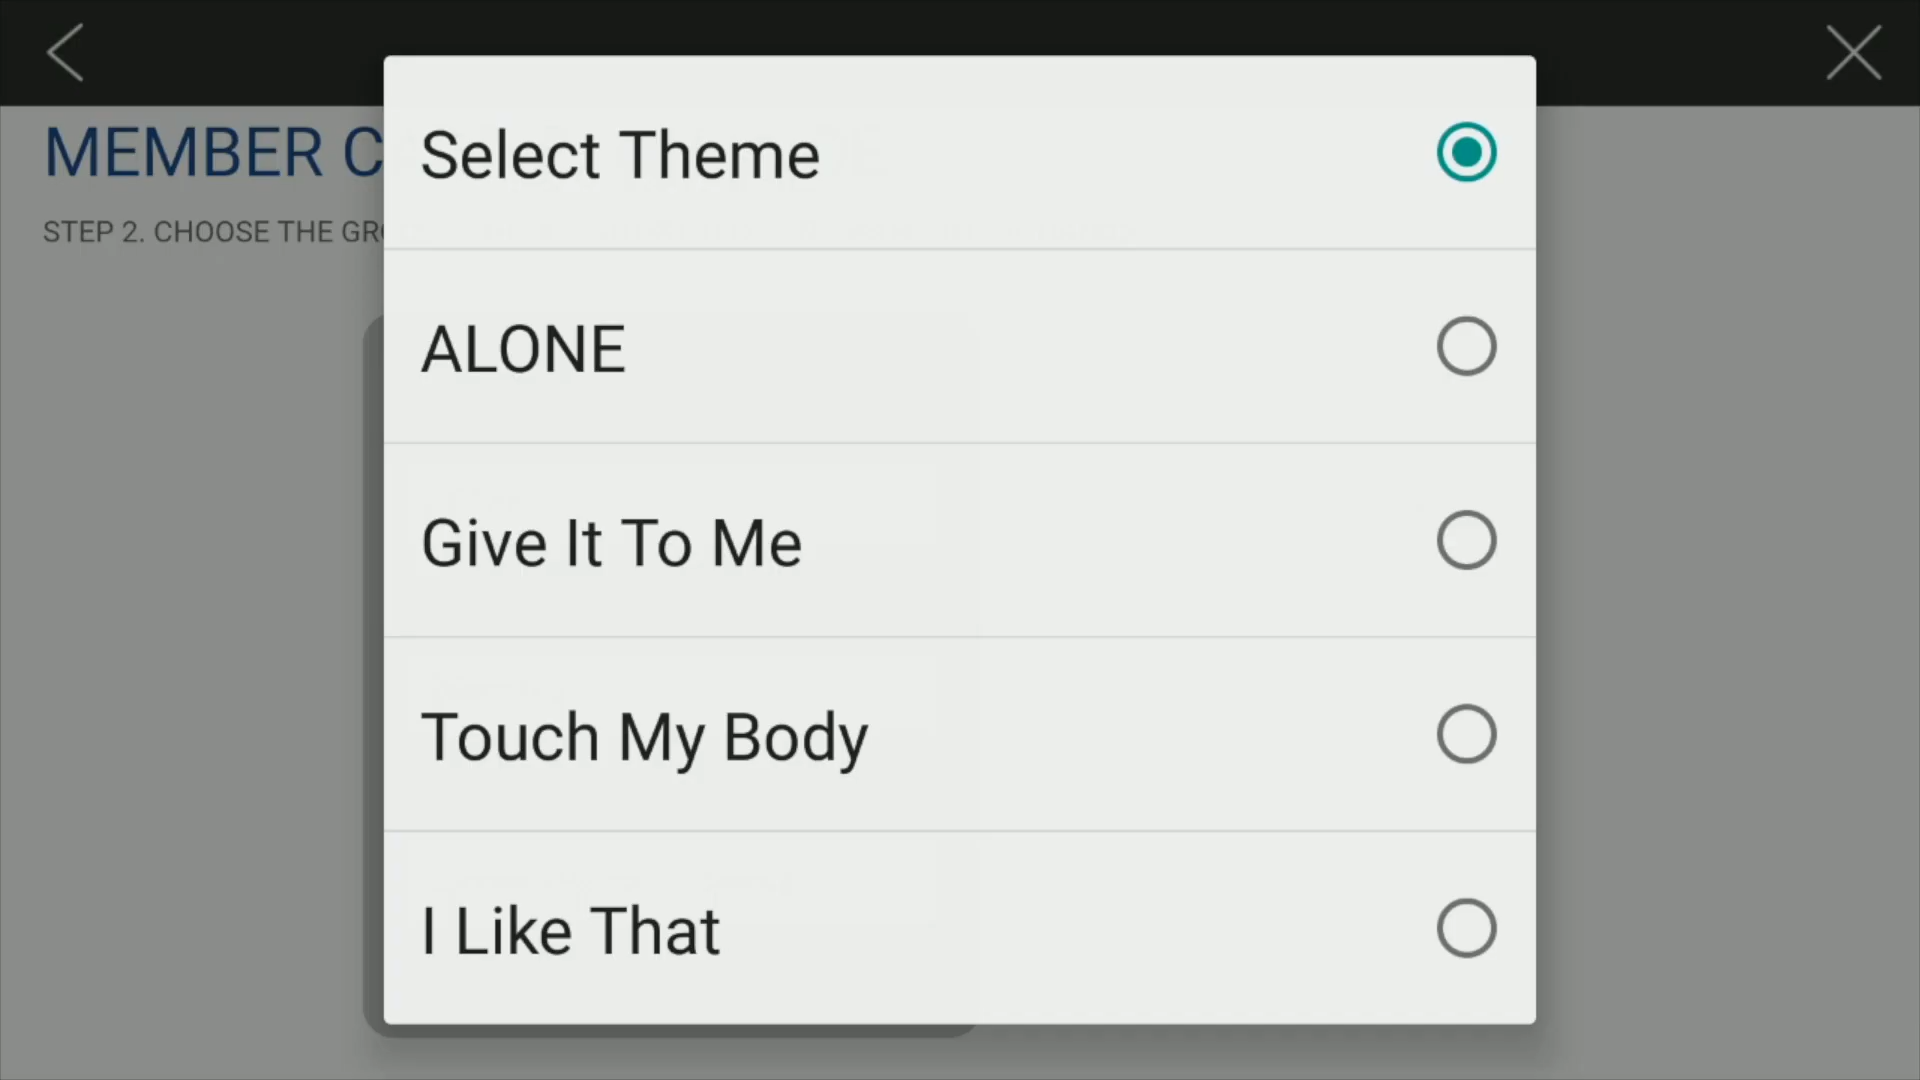 MEMBER C
STEP 2. CHOOSE THE GR
Select Theme
ALONE
Give It To Me
Touch My Body
I Like That